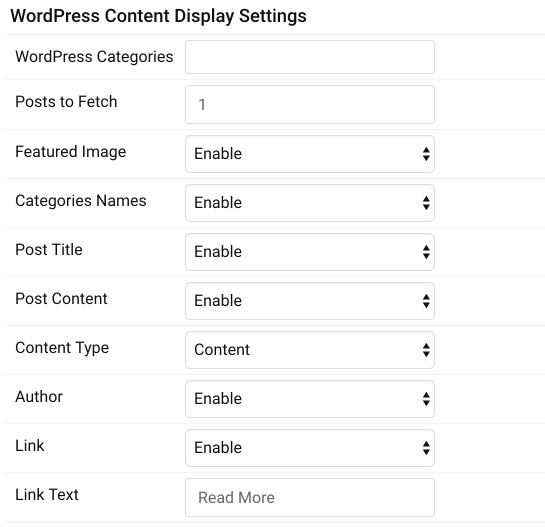 WordPress Content Display Settings
WordPress Categories
Posts to Fetch 1
Featured Image Enable
Categories Names Enable
Post Title Enable
Post Content Enable
Content Type Content
Author Enable
Link Enable
Link Text Read More